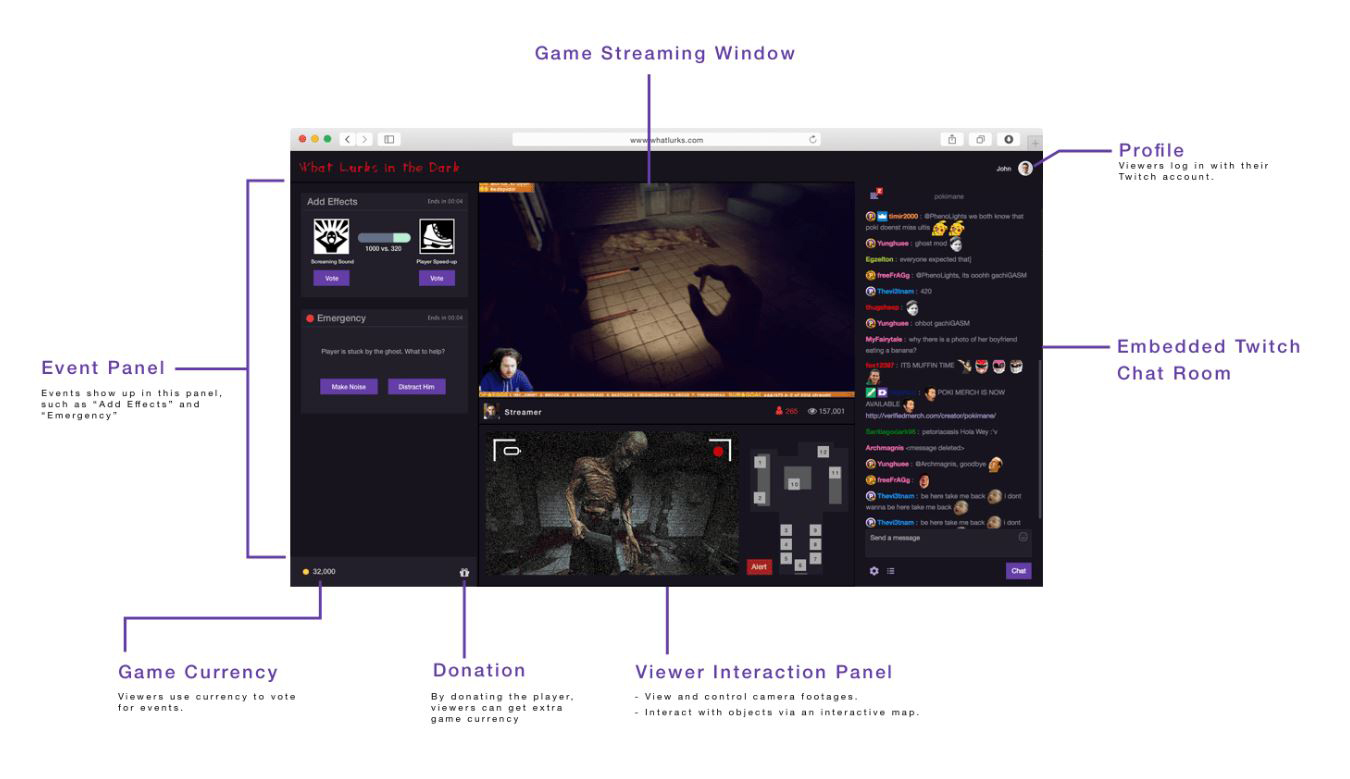 Game Streaming Window
www.whatlurks.com
Profile
Viewers log in with their
Twitch account.
What Lurks in the Dark
John
Add Effects
Ends in 00:04
1000 vs. 320
Screaming Sound
Player Speed-up
Vote
Vote
Emergency
Ends in 00:04
Player is stuck by the ghost. What to help?
Make Noise
Distract Him
Event Panel
Events show up in this panel,
such as “Add Effects” and
“Emergency”
Streamer
265
157,001
1
2
10
12
11
3
4
5
6
9
8
7
Alert
2
pokimane
timir2000 : @PhenoLights we both know that
poki doenst miss ultis
Yunghuee : ghost mod
Egzelton : everyone expected that]
freeFrAGg : @PhenoLights, its ooohh gachiGASM
Thevi3tnam : 420
thugsheep :
Yunghuee : ohbot gachiGASM
MyFairytale : why there is a photo of her boyfriend
eating a banana?
fox12387 : ITS MUFFIN TIME
POKI MERCH IS NOW
AVAILABLE
http://verifiedmerch.com/creator/pokimane/
petoriaoasis Hola Wey :'v
Archmagnis <message deleted>
Yunghuee : @Archmagnis, goodbye
freeFrAGg :
Thevi3tnam : be here take me back i dont
wanna be here take me back
Thevi3tnam : be here take me back i dont
Send a message
Chat
Embedded Twitch
Chat Room
32,000
Game Currency
Viewers use currency to vote
for events.
Donation
By donating the player,
viewers can get extra
game currency
Viewer Interaction Panel
- View and control camera footages.
- Interact with objects via an interactive map.